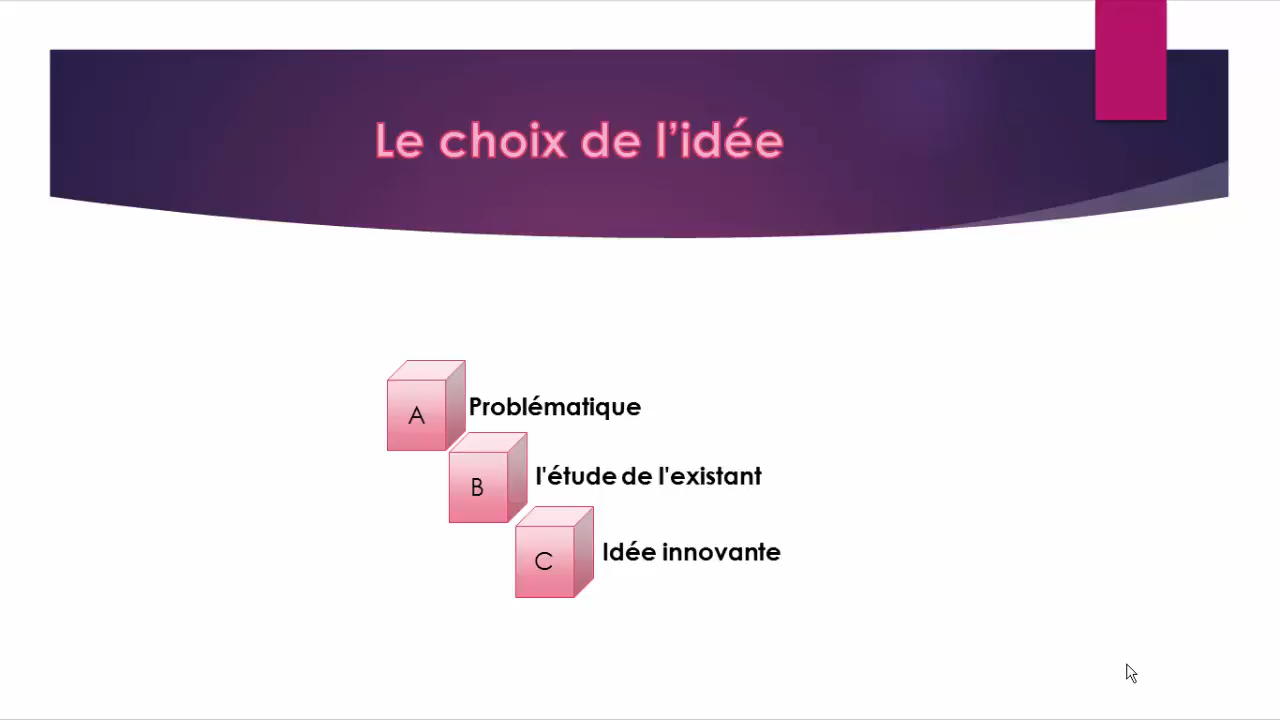 Le choix de l’idée
A
Problématique
B
l'étude de l'existant
C
Idée innovante